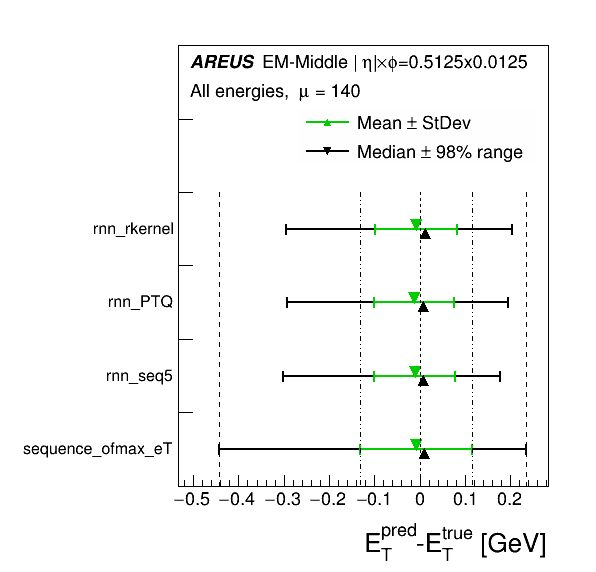 AREUS EM-Middle | η|×ϕ=0.5125x0.0125
All energies, μ = 140
Mean ± StDev
Median ± 98% range
rnn_rkernel
rnn_PTQ
rnn_seq5
sequence_ofmax_eT
−0.5 −0.4 −0.3 −0.2 −0.1 0 0.1 0.2
E_T^pred-E_T^true [GeV]